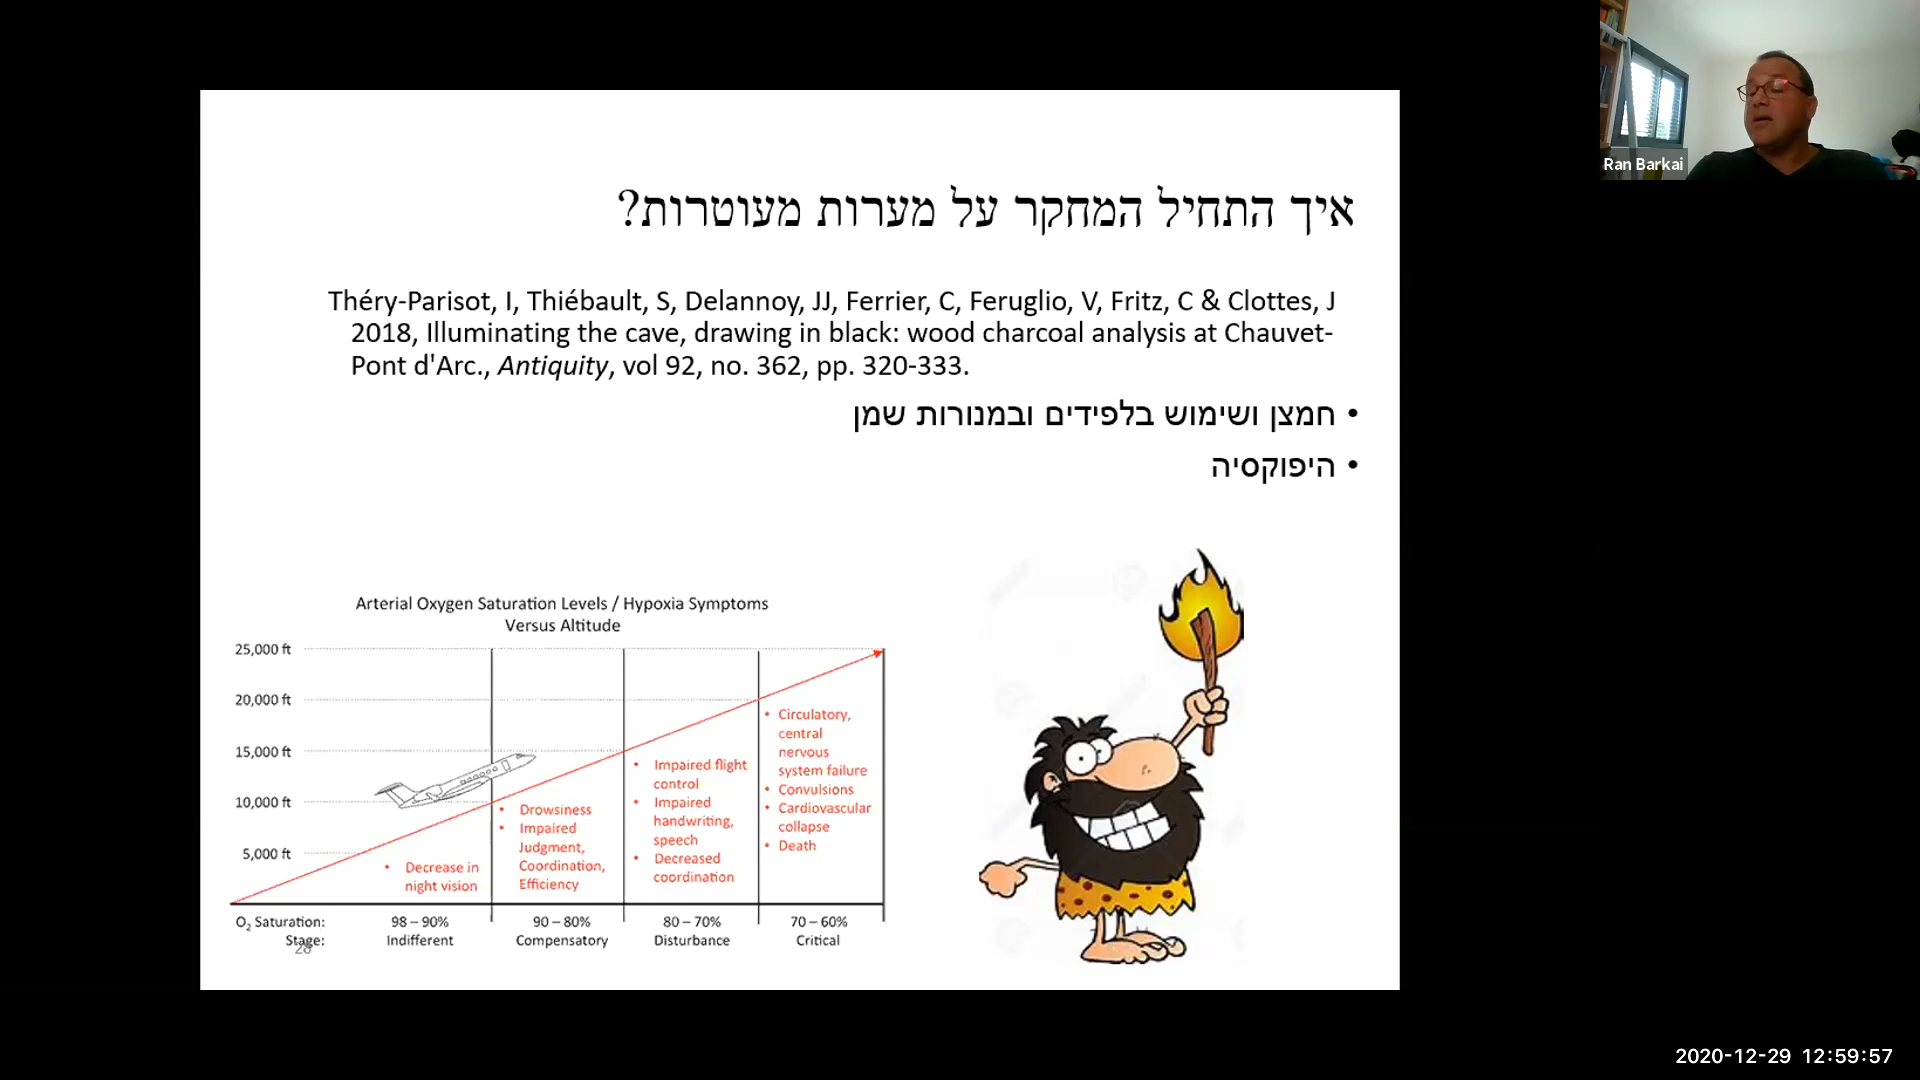 איך התחיל המחקר על מערות מעוטרות?
Théry-Parisot, I, Thiébault, S, Delannoy, JJ, Ferrier, C, Feruglio, V, Fritz, C & Clottes, J
2018, Illuminating the cave, drawing in black: wood charcoal analysis at Chauvet-
Pont d'Arc., Antiquity, vol 92, no. 362, pp. 320-333.
• חמצן ושימוש בלפידים ובמנורות שמן
• היפוקסיה
Arterial Oxygen Saturation Levels / Hypoxia Symptoms
Versus Altitude
25,000 ft
20,000 ft
15,000 ft
10,000 ft
5,000 ft
• Decrease in
night vision
• Drowsiness
• Impaired
Judgment,
Coordination,
Efficiency
• Impaired flight
control
• Impaired
handwriting,
speech
• Decreased
coordination
• Circulatory,
central
nervous
system failure
• Convulsions
• Cardiovascular
collapse
• Death
O2 Saturation: 98 – 90% 90 – 80% 80 – 70% 70 – 60%
Stage: Indifferent Compensatory Disturbance Critical
28
Ran Barkai
2020-12-29 12:59:57